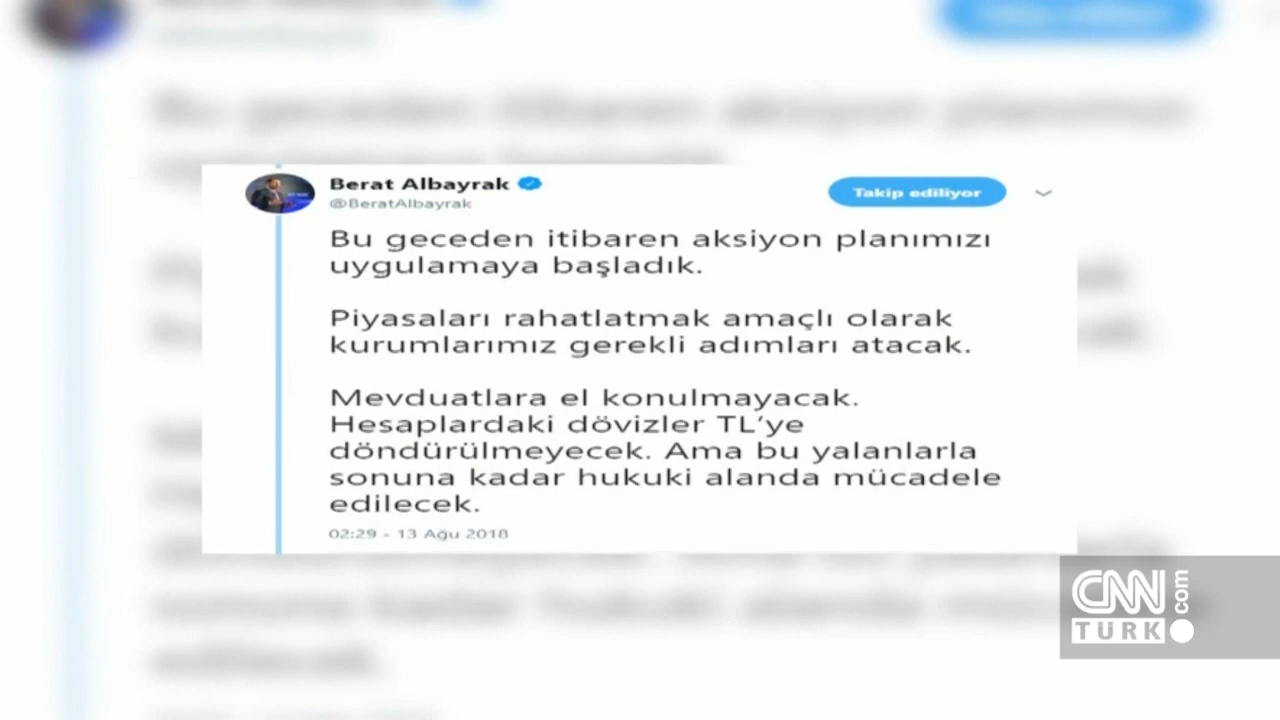 Berat Albayrak
@BeratAlbayrak
Takip ediliyor
Bu geceden itibaren aksiyon planımızı
uygulamaya başladık.
Piyasaları rahatlatmak amaçlı olarak
kurumlarımız gerekli adımları atacak.
Mevduatlara el konulmayacak.
Hesaplardaki dövizler TL'ye
döndürülmeyecek. Ama bu yalanlarla
sonuna kadar hukuki alanda mücadele
edilecek.
02:29 - 13 Ağu 2018
CNN
TURK
.com